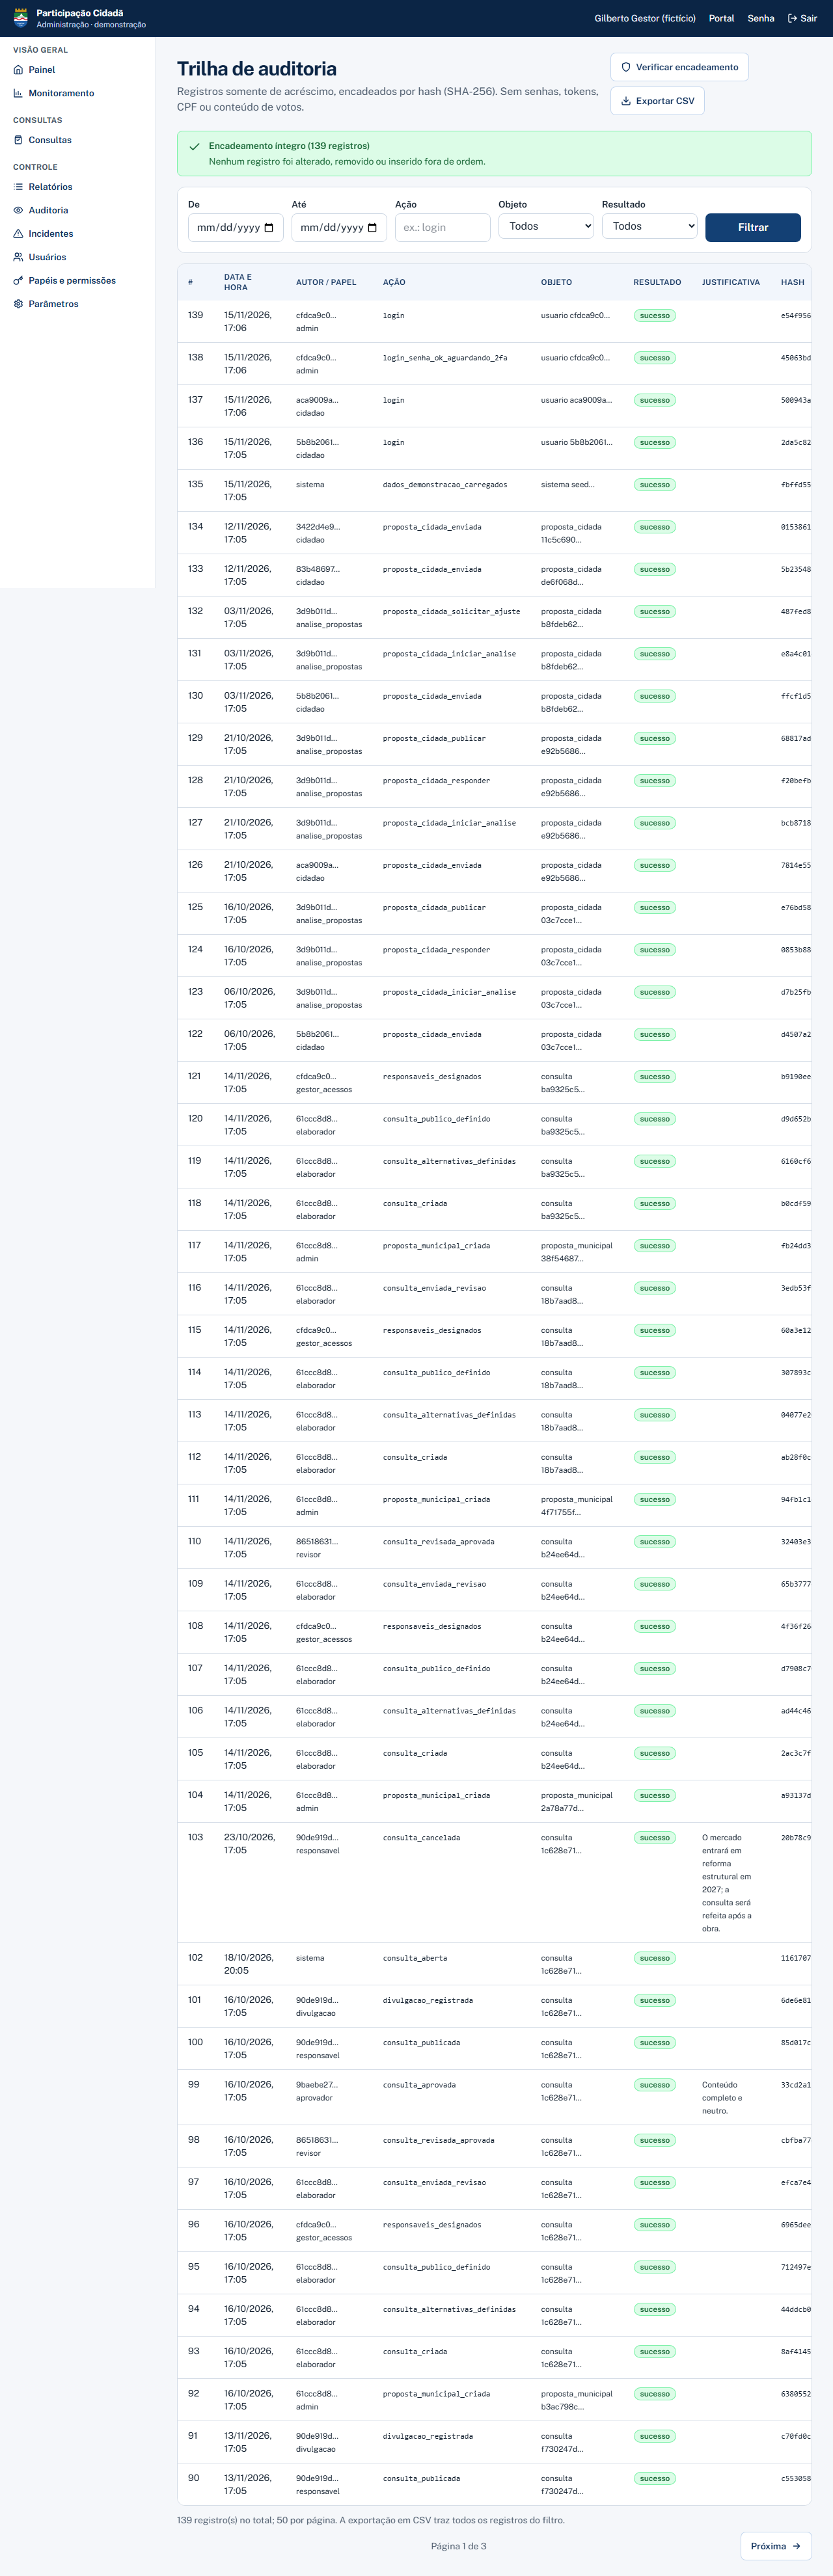 Participação Cidadã
Administração · demonstração
Gilberto Gestor (fictício) Portal Senha Sair
VISÃO GERAL
Painel
Monitoramento
CONSULTAS
Consultas
CONTROLE
Relatórios
Auditoria
Incidentes
Usuários
Papéis e permissões
Parâmetros
Trilha de auditoria
Registros somente de acréscimo, encadeados por hash (SHA-256). Sem senhas, tokens,
CPF ou conteúdo de votos.
Verificar encadeamento
Exportar CSV
Encadeamento íntegro (139 registros)
Nenhum registro foi alterado, removido ou inserido fora de ordem.
De Até Ação Objeto Resultado
mm/dd/yyyy mm/dd/yyyy ex.: login Todos Todos Filtrar
# DATA E HORA AUTOR / PAPEL AÇÃO OBJETO RESULTADO JUSTIFICATIVA HASH
139 15/11/2026, 17:06 cfdca9c0… admin login usuario cfdca9c0… sucesso e54f956
138 15/11/2026, 17:06 cfdca9c0… admin login_senha_ok_aguardando_2fa usuario cfdca9c0… sucesso 45063bd
137 15/11/2026, 17:06 aca9009a… cidadao login usuario aca9009a… sucesso 500943a
136 15/11/2026, 17:05 5b8b2061… cidadao login usuario 5b8b2061… sucesso 2da5c82
135 15/11/2026, 17:05 sistema dados_demonstracao_carregados sistema seed… sucesso fbffd55
134 12/11/2026, 17:05 3422d4e9… cidadao proposta_cidada_enviada proposta_cidada 11c5c690… sucesso 0153861
133 12/11/2026, 17:05 83b48697… cidadao proposta_cidada_enviada proposta_cidada de6f068d… sucesso 5b23548
132 03/11/2026, 17:05 3d9b011d… analise_propostas proposta_cidada_solicitar_ajuste proposta_cidada b8fdeb62… sucesso 487fed8
131 03/11/2026, 17:05 3d9b011d… analise_propostas proposta_cidada_iniciar_analise proposta_cidada b8fdeb62… sucesso e8a4c01
130 03/11/2026, 17:05 5b8b2061… cidadao proposta_cidada_enviada proposta_cidada b8fdeb62… sucesso ffcf1d5
129 21/10/2026, 17:05 3d9b011d… analise_propostas proposta_cidada_publicar proposta_cidada e92b5686… sucesso 68817ad
128 21/10/2026, 17:05 3d9b011d… analise_propostas proposta_cidada_responder proposta_cidada e92b5686… sucesso f20befb
127 21/10/2026, 17:05 3d9b011d… analise_propostas proposta_cidada_iniciar_analise proposta_cidada e92b5686… sucesso bcb8718
126 21/10/2026, 17:05 aca9009a… cidadao proposta_cidada_enviada proposta_cidada e92b5686… sucesso 7814e55
125 16/10/2026, 17:05 3d9b011d… analise_propostas proposta_cidada_publicar proposta_cidada 03c7cce1… sucesso e76bd58
124 16/10/2026, 17:05 3d9b011d… analise_propostas proposta_cidada_responder proposta_cidada 03c7cce1… sucesso 0853b88
123 06/10/2026, 17:05 3d9b011d… analise_propostas proposta_cidada_iniciar_analise proposta_cidada 03c7cce1… sucesso d7b25fb
122 06/10/2026, 17:05 5b8b2061… cidadao proposta_cidada_enviada proposta_cidada 03c7cce1… sucesso d4507a2
121 14/11/2026, 17:05 cfdca9c0… gestor_acessos responsaveis_designados consulta ba9325c5… sucesso b9190ee
120 14/11/2026, 17:05 61ccc8d8… elaborador consulta_publico_definido consulta ba9325c5… sucesso d9d652b
119 14/11/2026, 17:05 61ccc8d8… elaborador consulta_alternativas_definidas consulta ba9325c5… sucesso 6160cf6
118 14/11/2026, 17:05 61ccc8d8… elaborador consulta_criada consulta ba9325c5… sucesso b0cdf59
117 14/11/2026, 17:05 61ccc8d8… admin proposta_municipal_criada proposta_municipal 38f54687… sucesso fb24dd3
116 14/11/2026, 17:05 61ccc8d8… elaborador consulta_enviada_revisao consulta 18b7aad8… sucesso 3edb53f
115 14/11/2026, 17:05 cfdca9c0… gestor_acessos responsaveis_designados consulta 18b7aad8… sucesso 60a3e12
114 14/11/2026, 17:05 61ccc8d8… elaborador consulta_publico_definido consulta 18b7aad8… sucesso 307893c
113 14/11/2026, 17:05 61ccc8d8… elaborador consulta_alternativas_definidas consulta 18b7aad8… sucesso 04077e2
112 14/11/2026, 17:05 61ccc8d8… elaborador consulta_criada consulta 18b7aad8… sucesso ab28f0c
111 14/11/2026, 17:05 61ccc8d8… admin proposta_municipal_criada proposta_municipal 4f71755f… sucesso 94fb1c1
110 14/11/2026, 17:05 86518631… revisor consulta_revisada_aprovada consulta b24ee64d… sucesso 32403e3
109 14/11/2026, 17:05 61ccc8d8… elaborador consulta_enviada_revisao consulta b24ee64d… sucesso 65b3777
108 14/11/2026, 17:05 cfdca9c0… gestor_acessos responsaveis_designados consulta b24ee64d… sucesso 4f36f26
107 14/11/2026, 17:05 61ccc8d8… elaborador consulta_publico_definido consulta b24ee64d… sucesso d7908c7
106 14/11/2026, 17:05 61ccc8d8… elaborador consulta_alternativas_definidas consulta b24ee64d… sucesso ad44c46
105 14/11/2026, 17:05 61ccc8d8… elaborador consulta_criada consulta b24ee64d… sucesso 2ac3c7f
104 14/11/2026, 17:05 61ccc8d8… admin proposta_municipal_criada proposta_municipal 2a78a77d… sucesso a93137d
103 23/10/2026, 17:05 90de919d… responsavel consulta_cancelada consulta 1c628e71… sucesso O mercado entrará em reforma estrutural em 2027; a consulta será refeita após a obra. 20b78c9
102 18/10/2026, 20:05 sistema consulta_aberta consulta 1c628e71… sucesso 1161707
101 16/10/2026, 17:05 90de919d… divulgacao divulgacao_registrada consulta 1c628e71… sucesso 6de6e81
100 16/10/2026, 17:05 90de919d… responsavel consulta_publicada consulta 1c628e71… sucesso 85d017c
99 16/10/2026, 17:05 9baebe27… aprovador consulta_aprovada consulta 1c628e71… sucesso Conteúdo completo e neutro. 33cd2a1
98 16/10/2026, 17:05 86518631… revisor consulta_revisada_aprovada consulta 1c628e71… sucesso cbfba77
97 16/10/2026, 17:05 61ccc8d8… elaborador consulta_enviada_revisao consulta 1c628e71… sucesso efca7e4
96 16/10/2026, 17:05 cfdca9c0… gestor_acessos responsaveis_designados consulta 1c628e71… sucesso 6965dee
95 16/10/2026, 17:05 61ccc8d8… elaborador consulta_publico_definido consulta 1c628e71… sucesso 712497e
94 16/10/2026, 17:05 61ccc8d8… elaborador consulta_alternativas_definidas consulta 1c628e71… sucesso 44ddcb0
93 16/10/2026, 17:05 61ccc8d8… elaborador consulta_criada consulta 1c628e71… sucesso 8af4145
92 16/10/2026, 17:05 61ccc8d8… admin proposta_municipal_criada proposta_municipal b3ac798c… sucesso 6380552
91 13/11/2026, 17:05 90de919d… divulgacao divulgacao_registrada consulta f730247d… sucesso c70fd0c
90 13/11/2026, 17:05 90de919d… responsavel consulta_publicada consulta f730247d… sucesso c553058
139 registro(s) no total; 50 por página. A exportação em CSV traz todos os registros do filtro.
Página 1 de 3
Próxima